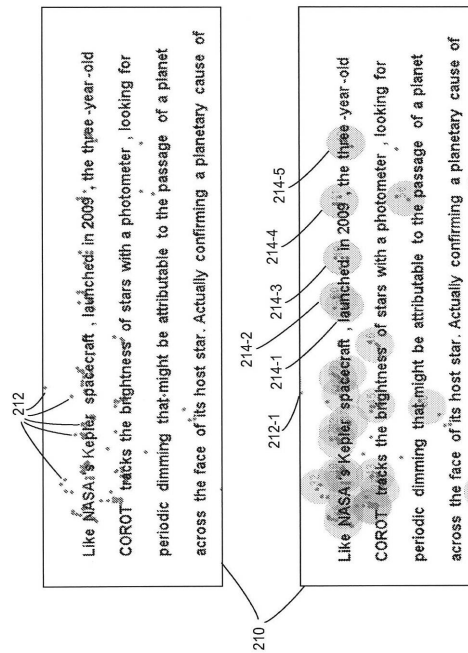 212
Like NASA's Kepler spacecraft , launched in 2009 , the three -year -old
COROT tracks the brightness of stars with a photometer , looking for
periodic dimming that might be attributable to the passage of a planet
across the face of its host star. Actually confirming a planetary cause of
210
212-1
214-1
214-2
214-3
214-4
214-5
Like NASA's Kepler spacecraft , launched in 2009 , the three -year -old
COROT tracks the brightness of stars with a photometer , looking for
periodic dimming that might be attributable to the passage of a planet
across the face of its host star. Actually confirming a planetary cause of